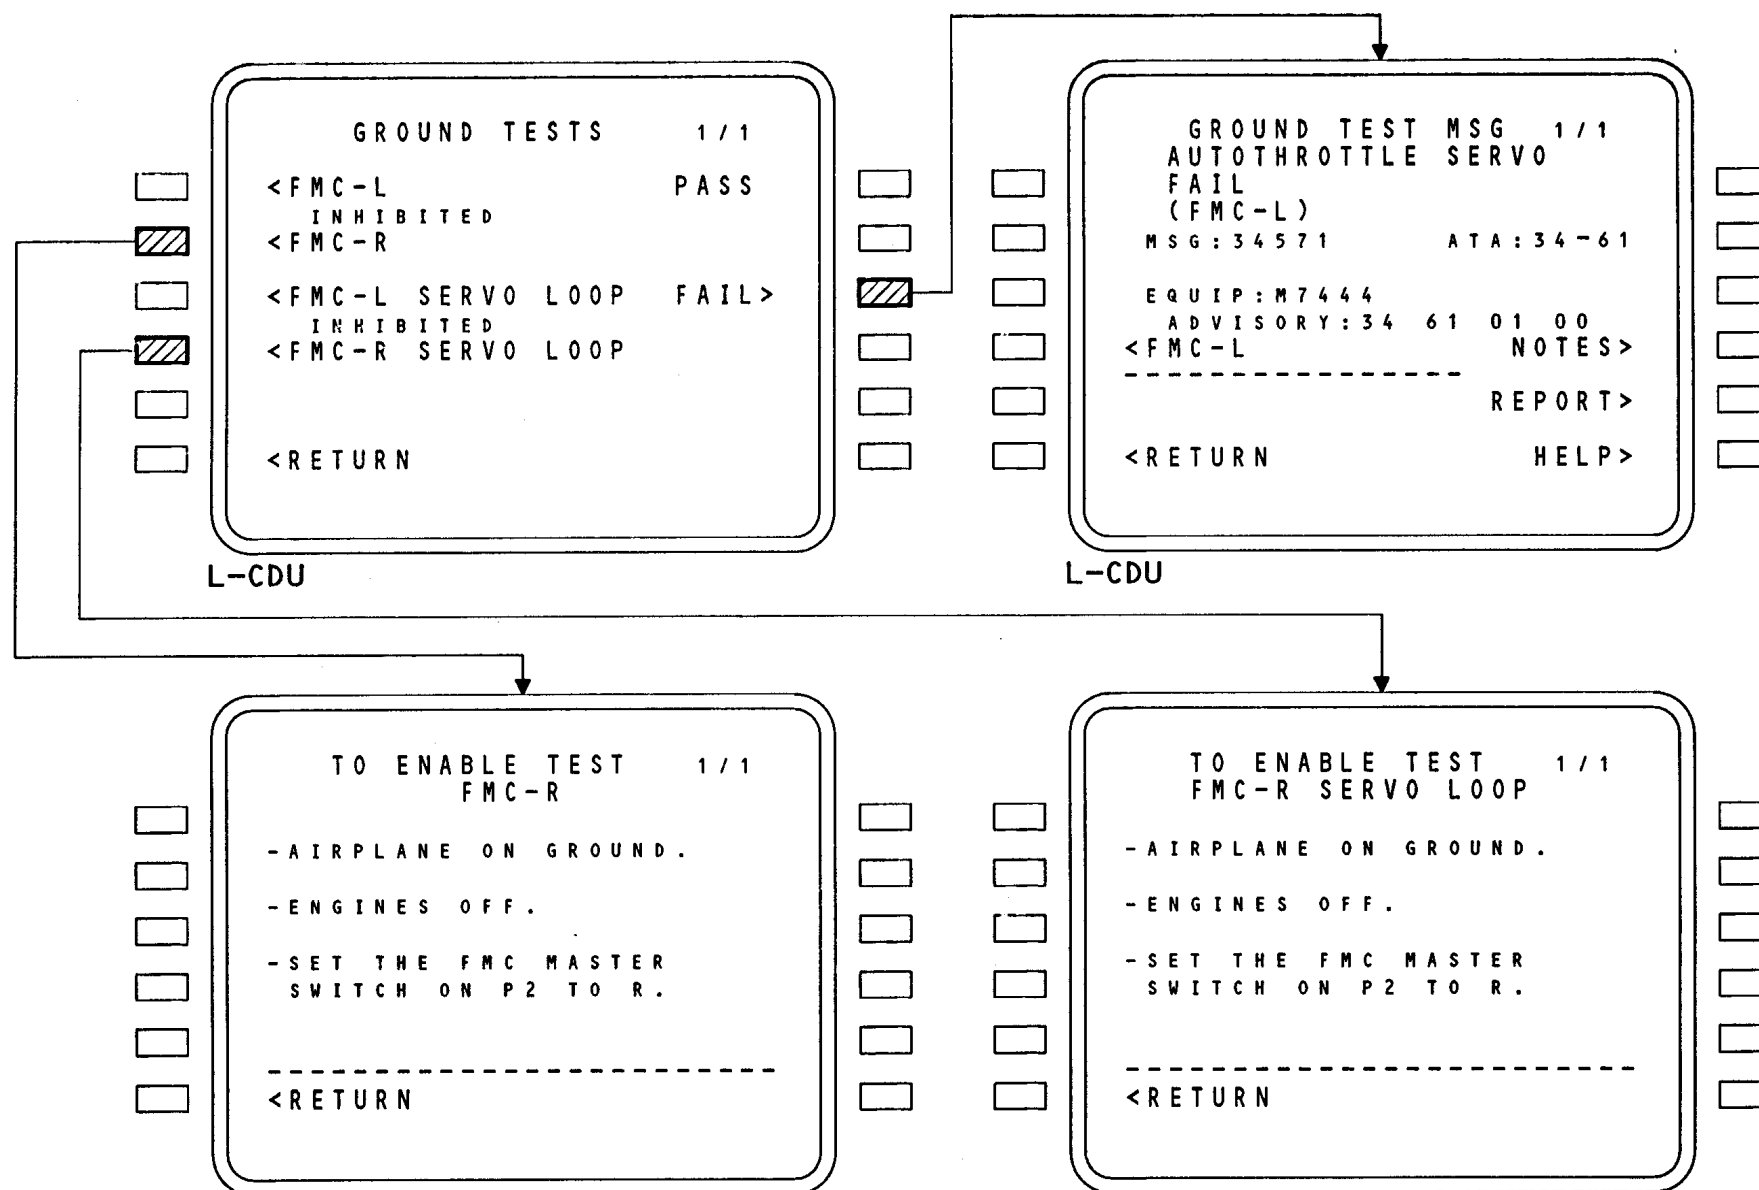 GROUND TESTS 1/1
<FMC-L PASS
INHIBITED
<FMC-R
<FMC-L SERVO LOOP FAIL>
INHIBITED
<FMC-R SERVO LOOP
<RETURN
L-CDU
GROUND TEST MSG 1/1
AUTOTHROTTLE SERVO
FAIL
(FMC-L)
MSG:34571 ATA:34-61
EQUIP:M7444
ADVISORY:34 61 01 00
<FMC-L NOTES>
REPORT>
<RETURN HELP>
L-CDU
TO ENABLE TEST 1/1
FMC-R
-AIRPLANE ON GROUND.
-ENGINES OFF.
-SET THE FMC MASTER
SWITCH ON P2 TO R.
<RETURN
TO ENABLE TEST 1/1
FMC-R SERVO LOOP
-AIRPLANE ON GROUND.
-ENGINES OFF.
-SET THE FMC MASTER
SWITCH ON P2 TO R.
<RETURN